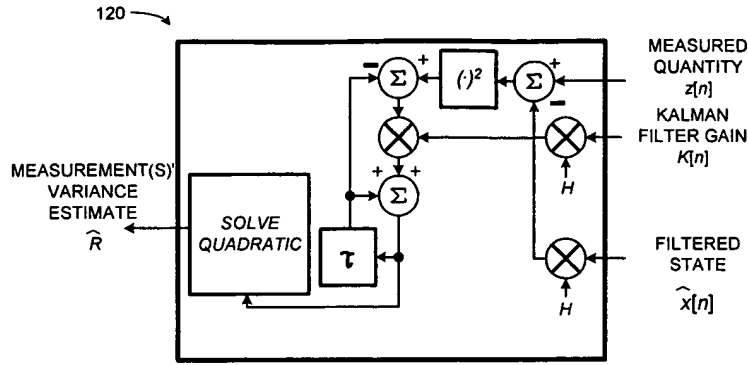 120
MEASURED
QUANTITY
z[n]
KALMAN
FILTER GAIN
K[n]
FILTERED
STATE
x̂[n]
MEASUREMENT(S)'
VARIANCE
ESTIMATE
R̂
SOLVE
QUADRATIC
τ
− Σ +
(·)²
Σ +
−
+ Σ +
H
H